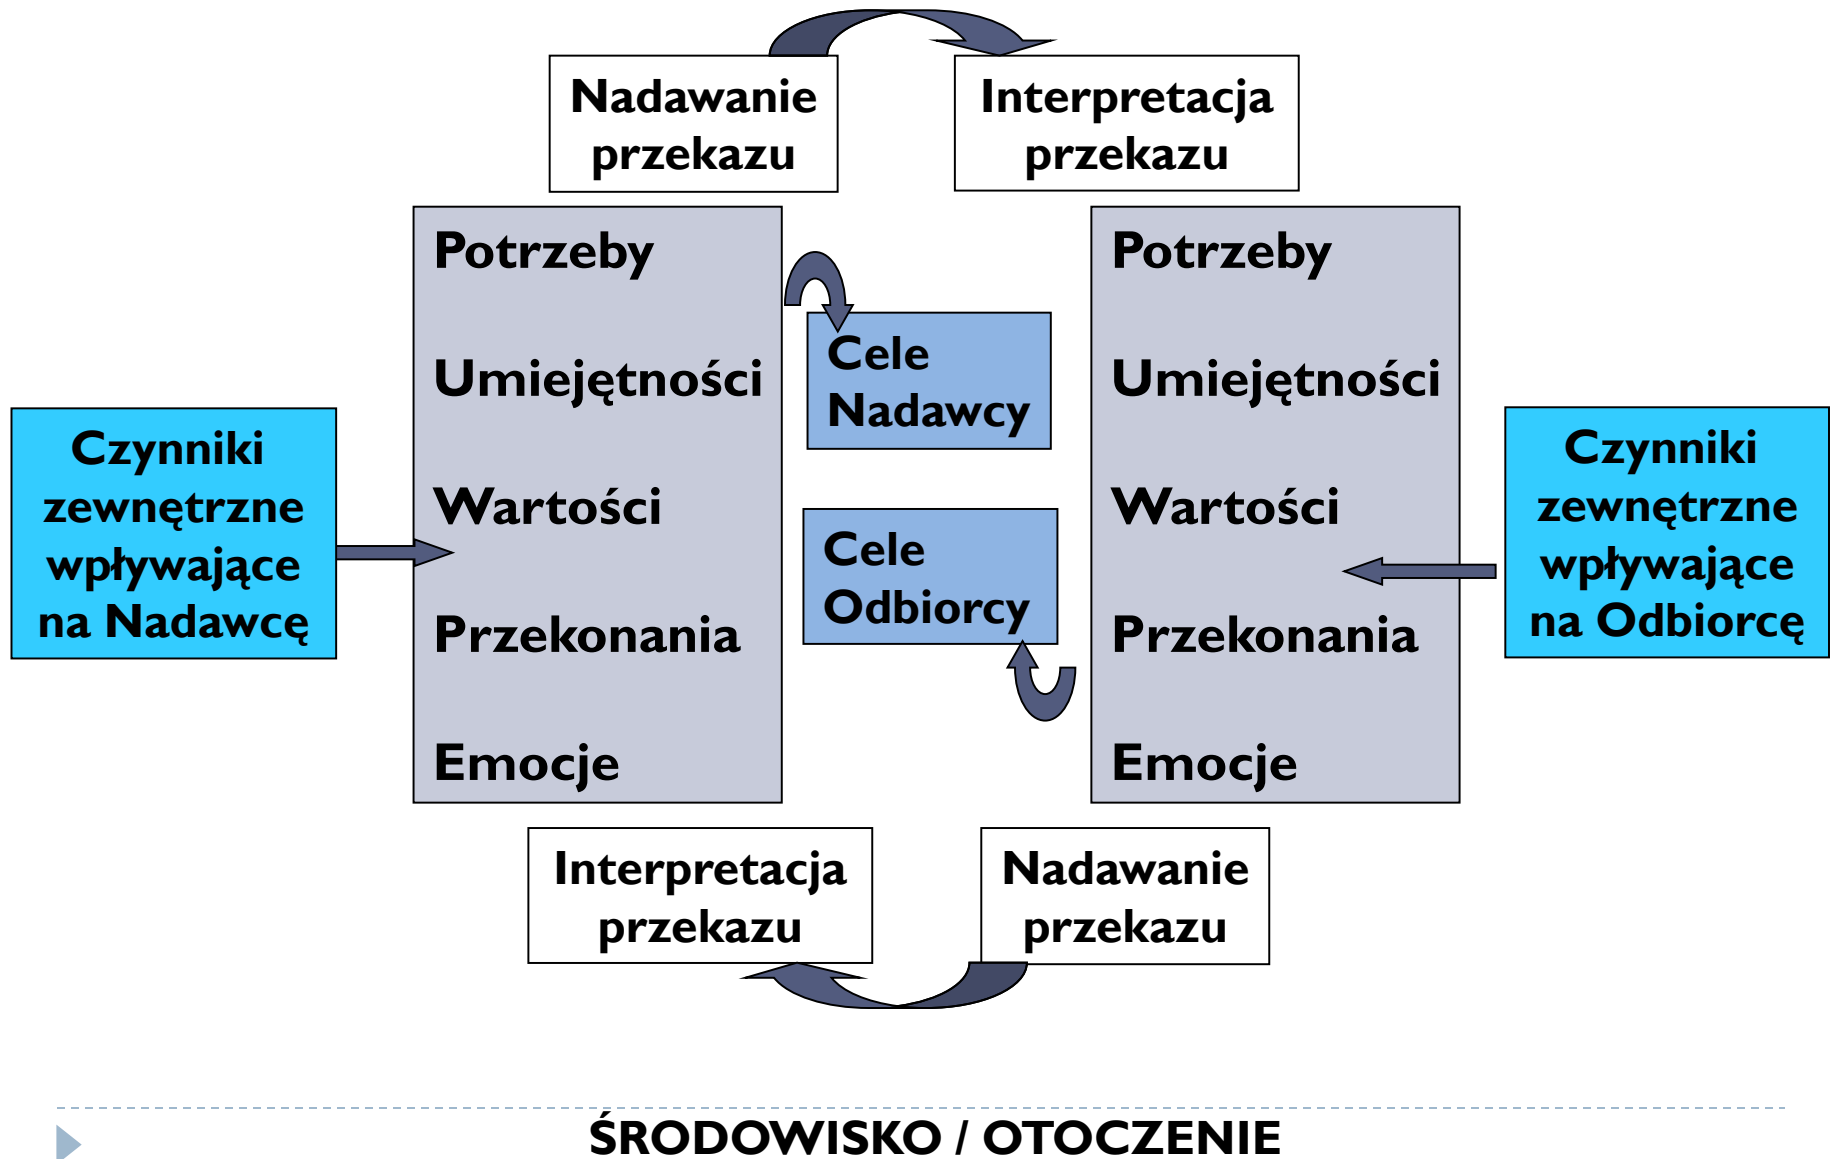 Nadawanie
przekazu
Interpretacja
przekazu
Potrzeby
Umiejętności
Wartości
Przekonania
Emocje
Cele
Nadawcy
Cele
Odbiorcy
Potrzeby
Umiejętności
Wartości
Przekonania
Emocje
Czynniki
zewnętrzne
wpływające
na Nadawcę
Czynniki
zewnętrzne
wpływające
na Odbiorcę
Interpretacja
przekazu
Nadawanie
przekazu
ŚRODOWISKO / OTOCZENIE